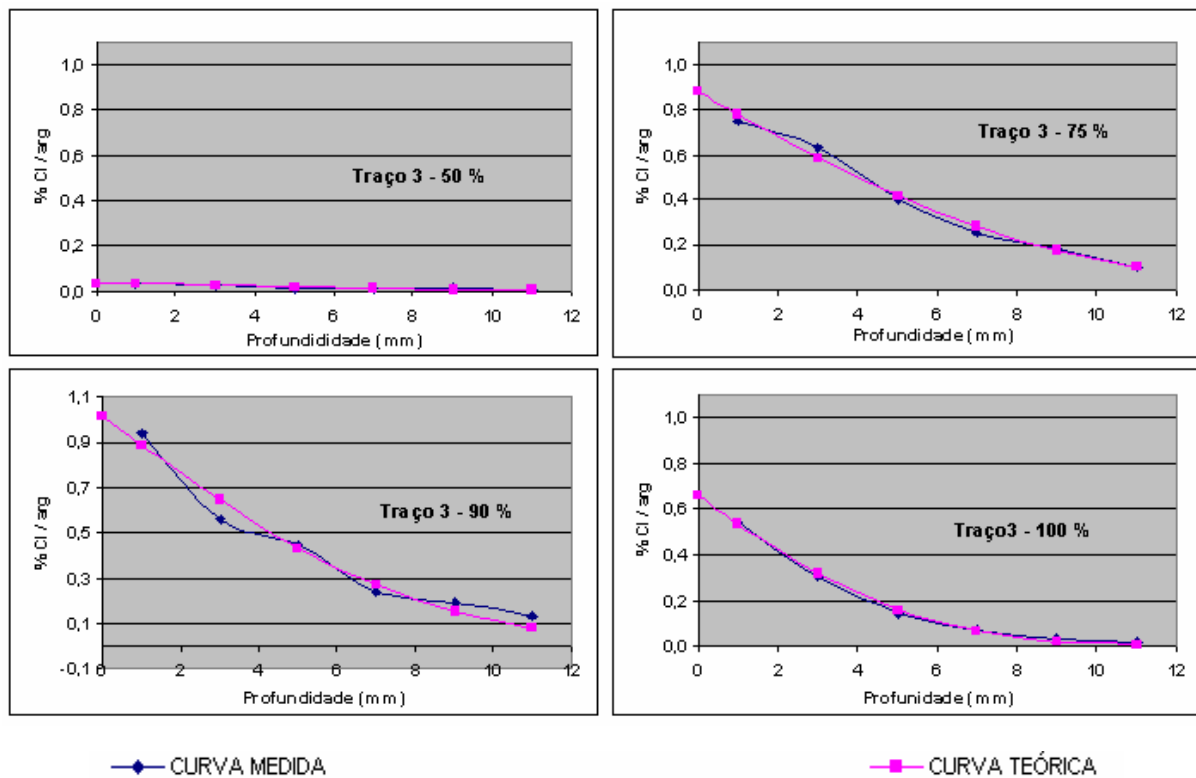 1,0
0,8
0,6
0,4
0,2
0,0
% Cl / arg
Traço 3 - 50 %
0 2 4 6 8 10 12
Profundididade (mm)
1,0
0,8
0,6
0,4
0,2
0,0
% Cl / arg
Traço 3 - 75 %
0 2 4 6 8 10 12
Profundidade (mm)
1,1
0,9
0,7
0,5
0,3
0,1
-0,1
% Cl / arg
Traço 3 - 90 %
0 2 4 6 8 10 12
Profundidade (mm)
1,0
0,8
0,6
0,4
0,2
0,0
% Cl / arg
Traço3 - 100 %
0 2 4 6 8 10 12
Profunidade (mm)
CURVA MEDIDA
CURVA TEÓRICA